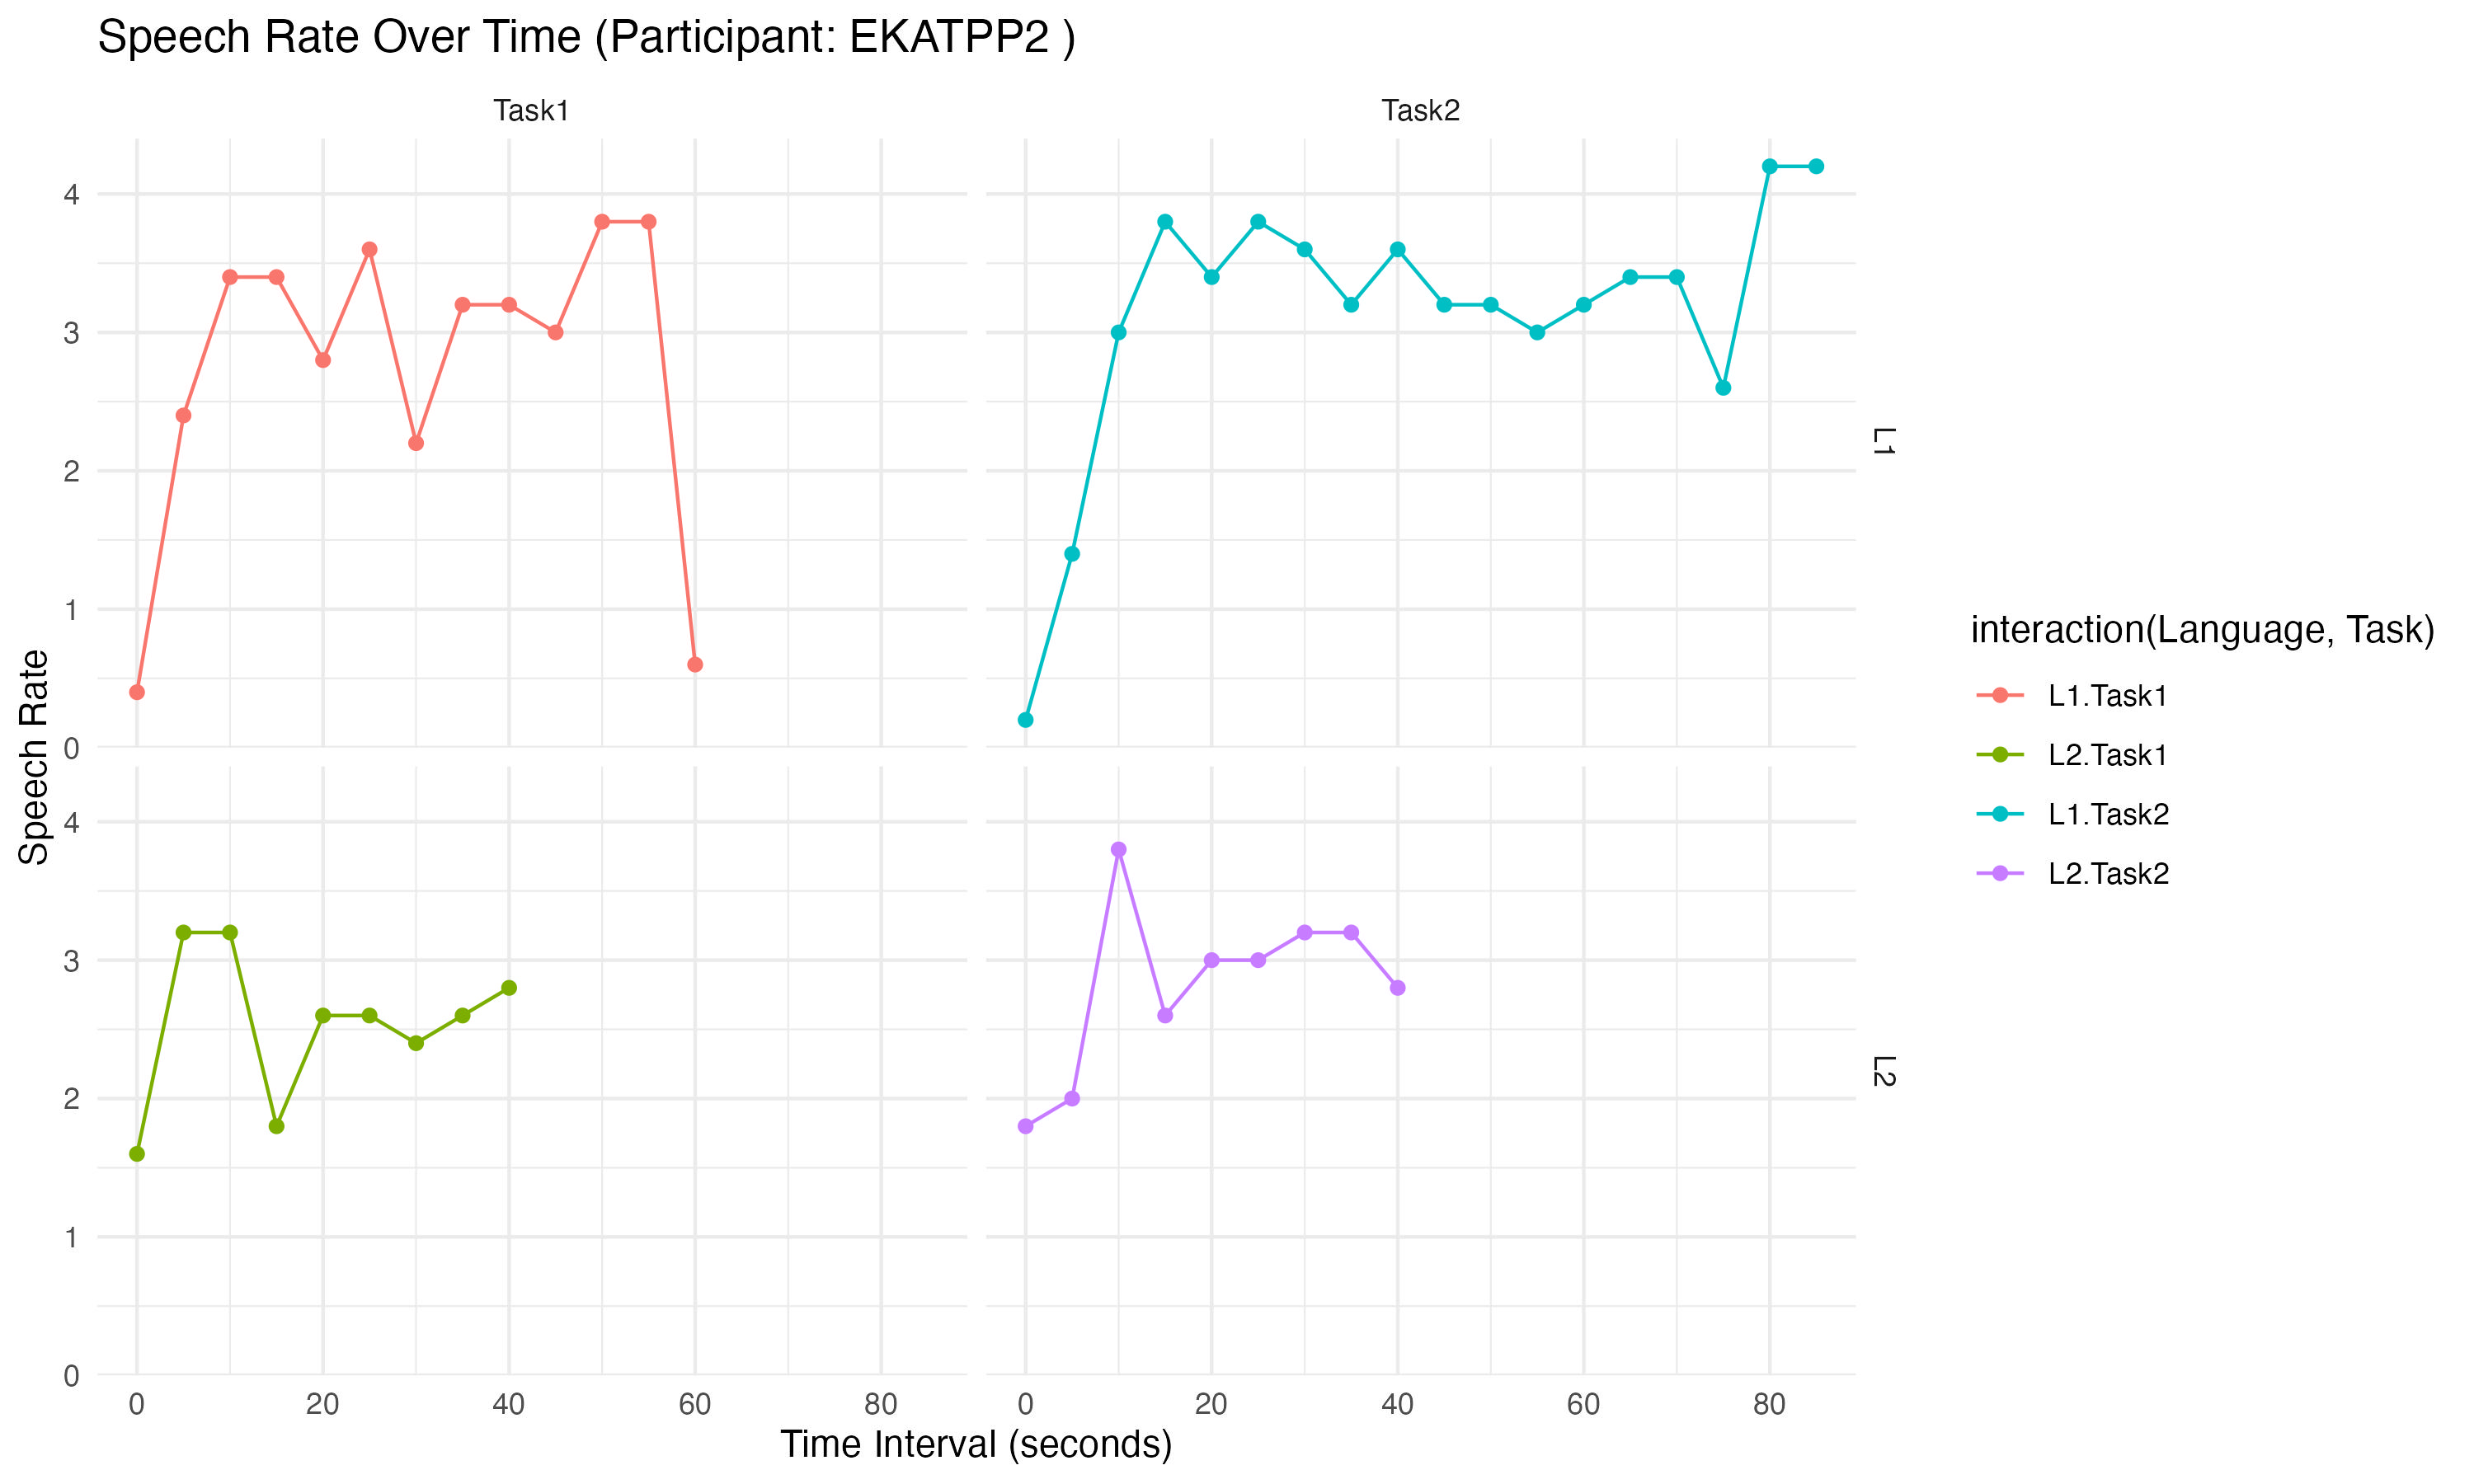 Speech Rate Over Time (Participant: EKATPP2 )
Task1
Task2
4
3
2
1
0
L1
4
3
2
1
0
L2
Speech Rate
0
20
40
60
80
0
20
40
60
80
Time Interval (seconds)
interaction(Language, Task)
L1.Task1
L2.Task1
L1.Task2
L2.Task2